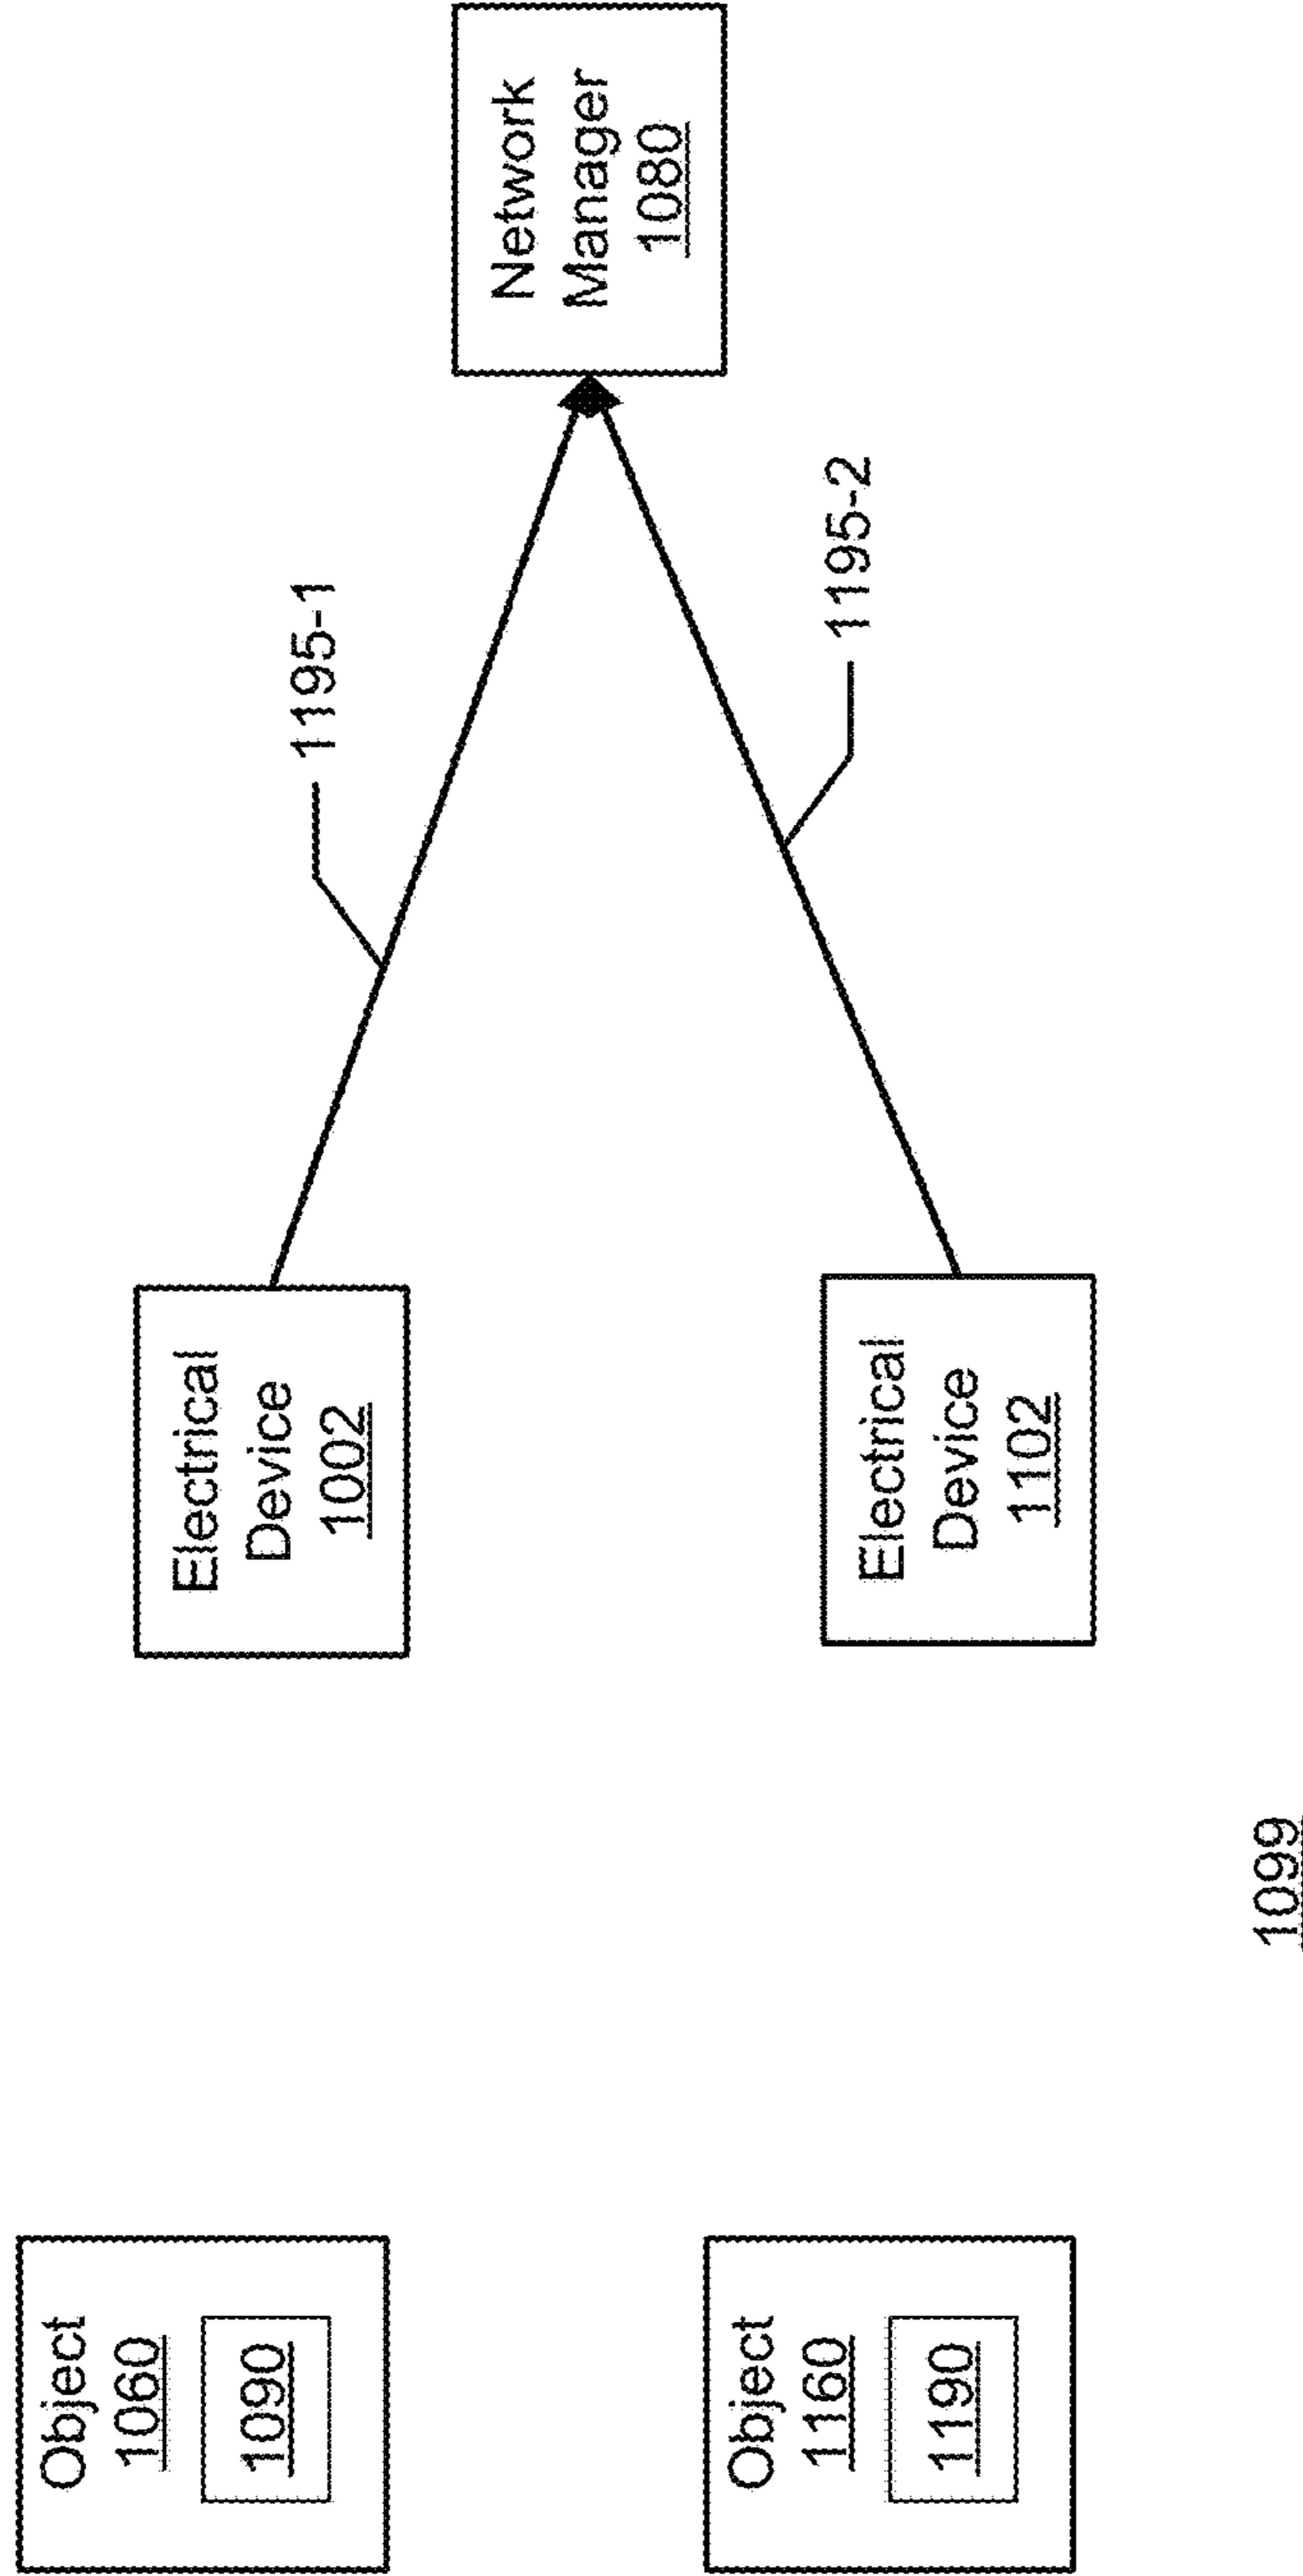 Object
1060
1090
Electrical
Device
1002
1195-1
Network
Manager
1080
Object
1160
1190
Electrical
Device
1102
1195-2
1099